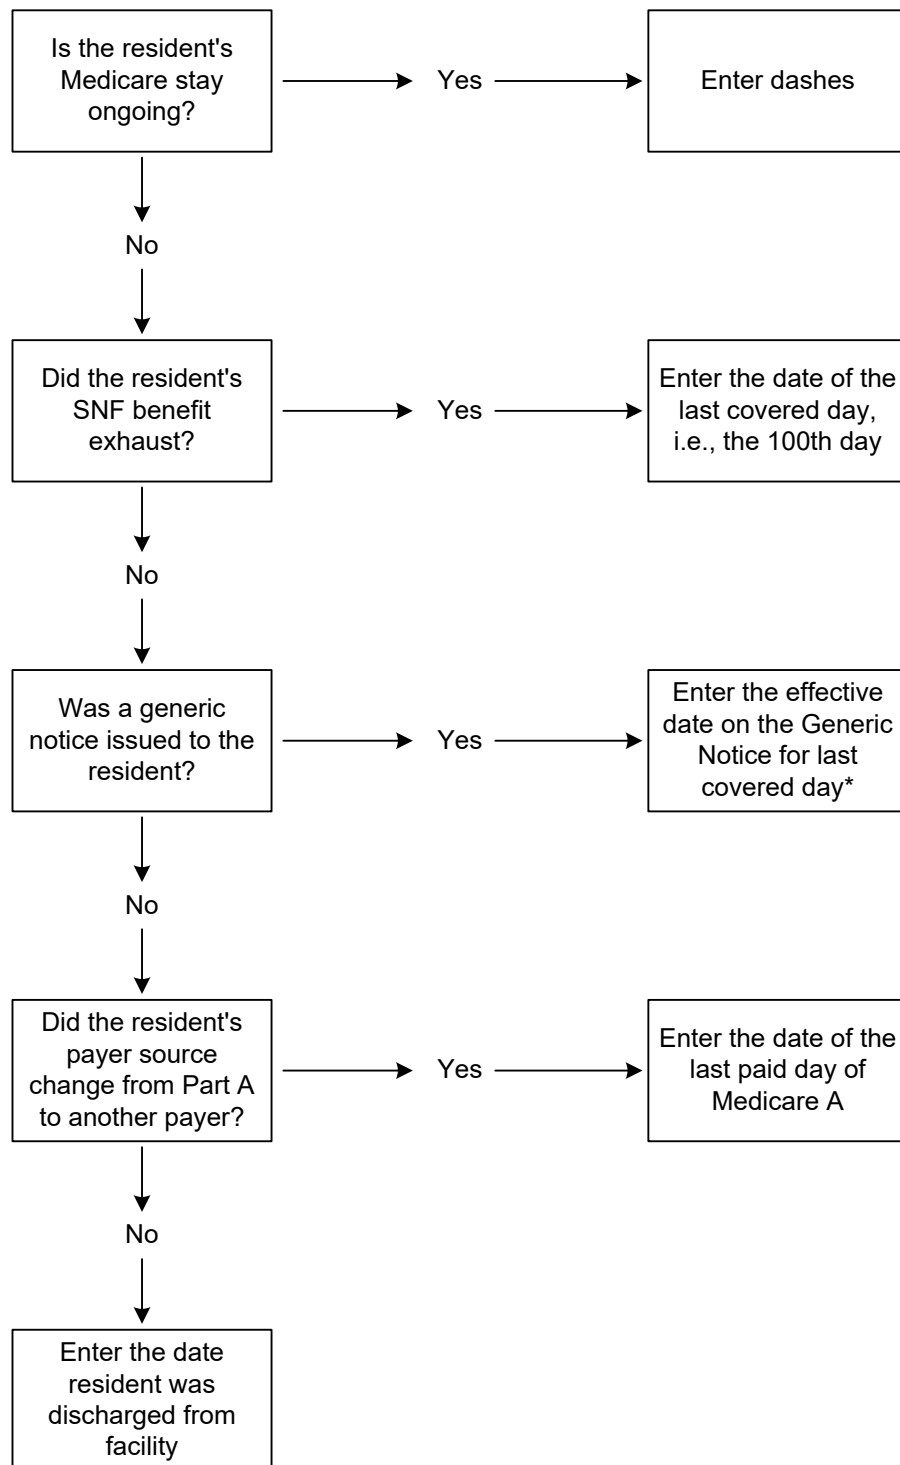 Is the resident's
Medicare stay
ongoing?
Yes
Enter dashes
No
Did the resident's
SNF benefit
exhaust?
Yes
Enter the date of the
last covered day,
i.e., the 100th day
No
Was a generic
notice issued to the
resident?
Yes
Enter the effective
date on the Generic
Notice for last
covered day*
No
Did the resident's
payer source
change from Part A
to another payer?
Yes
Enter the date of the
last paid day of
Medicare A
No
Enter the date
resident was
discharged from
facility